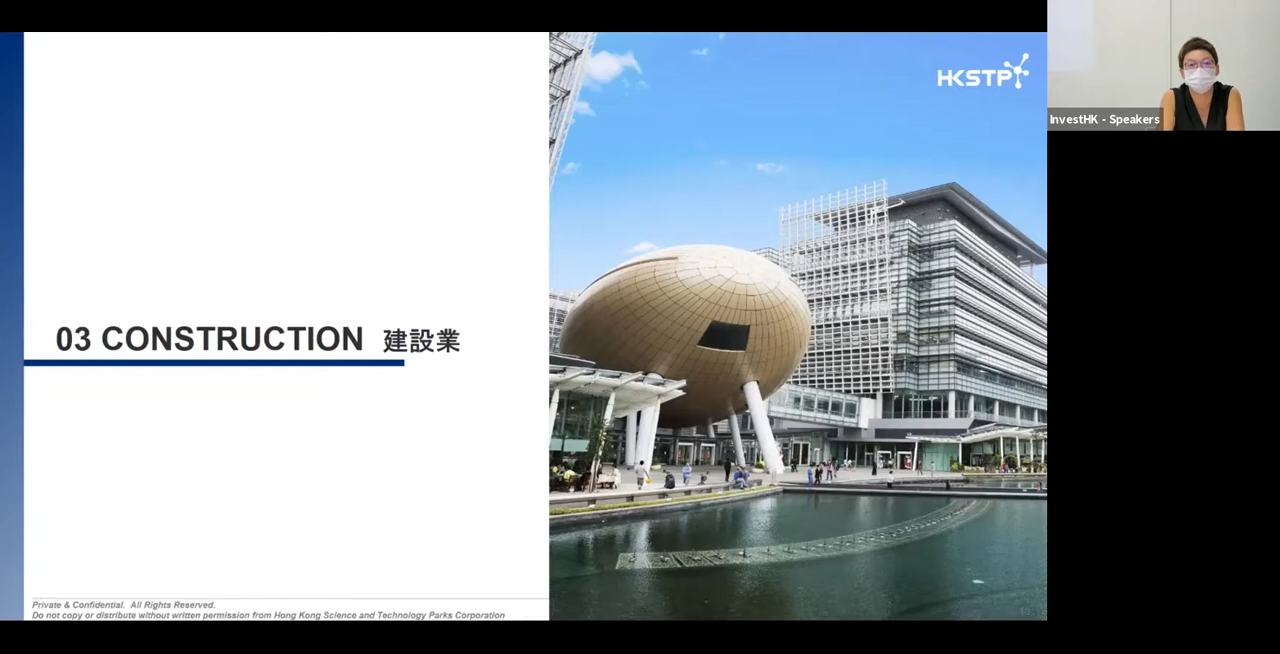 HKSTP
InvestHK - Speakers
03 CONSTRUCTION 建設業
Private & Confidential. All Rights Reserved.
Do not copy or distribute without written permission from Hong Kong Science and Technology Parks Corporation